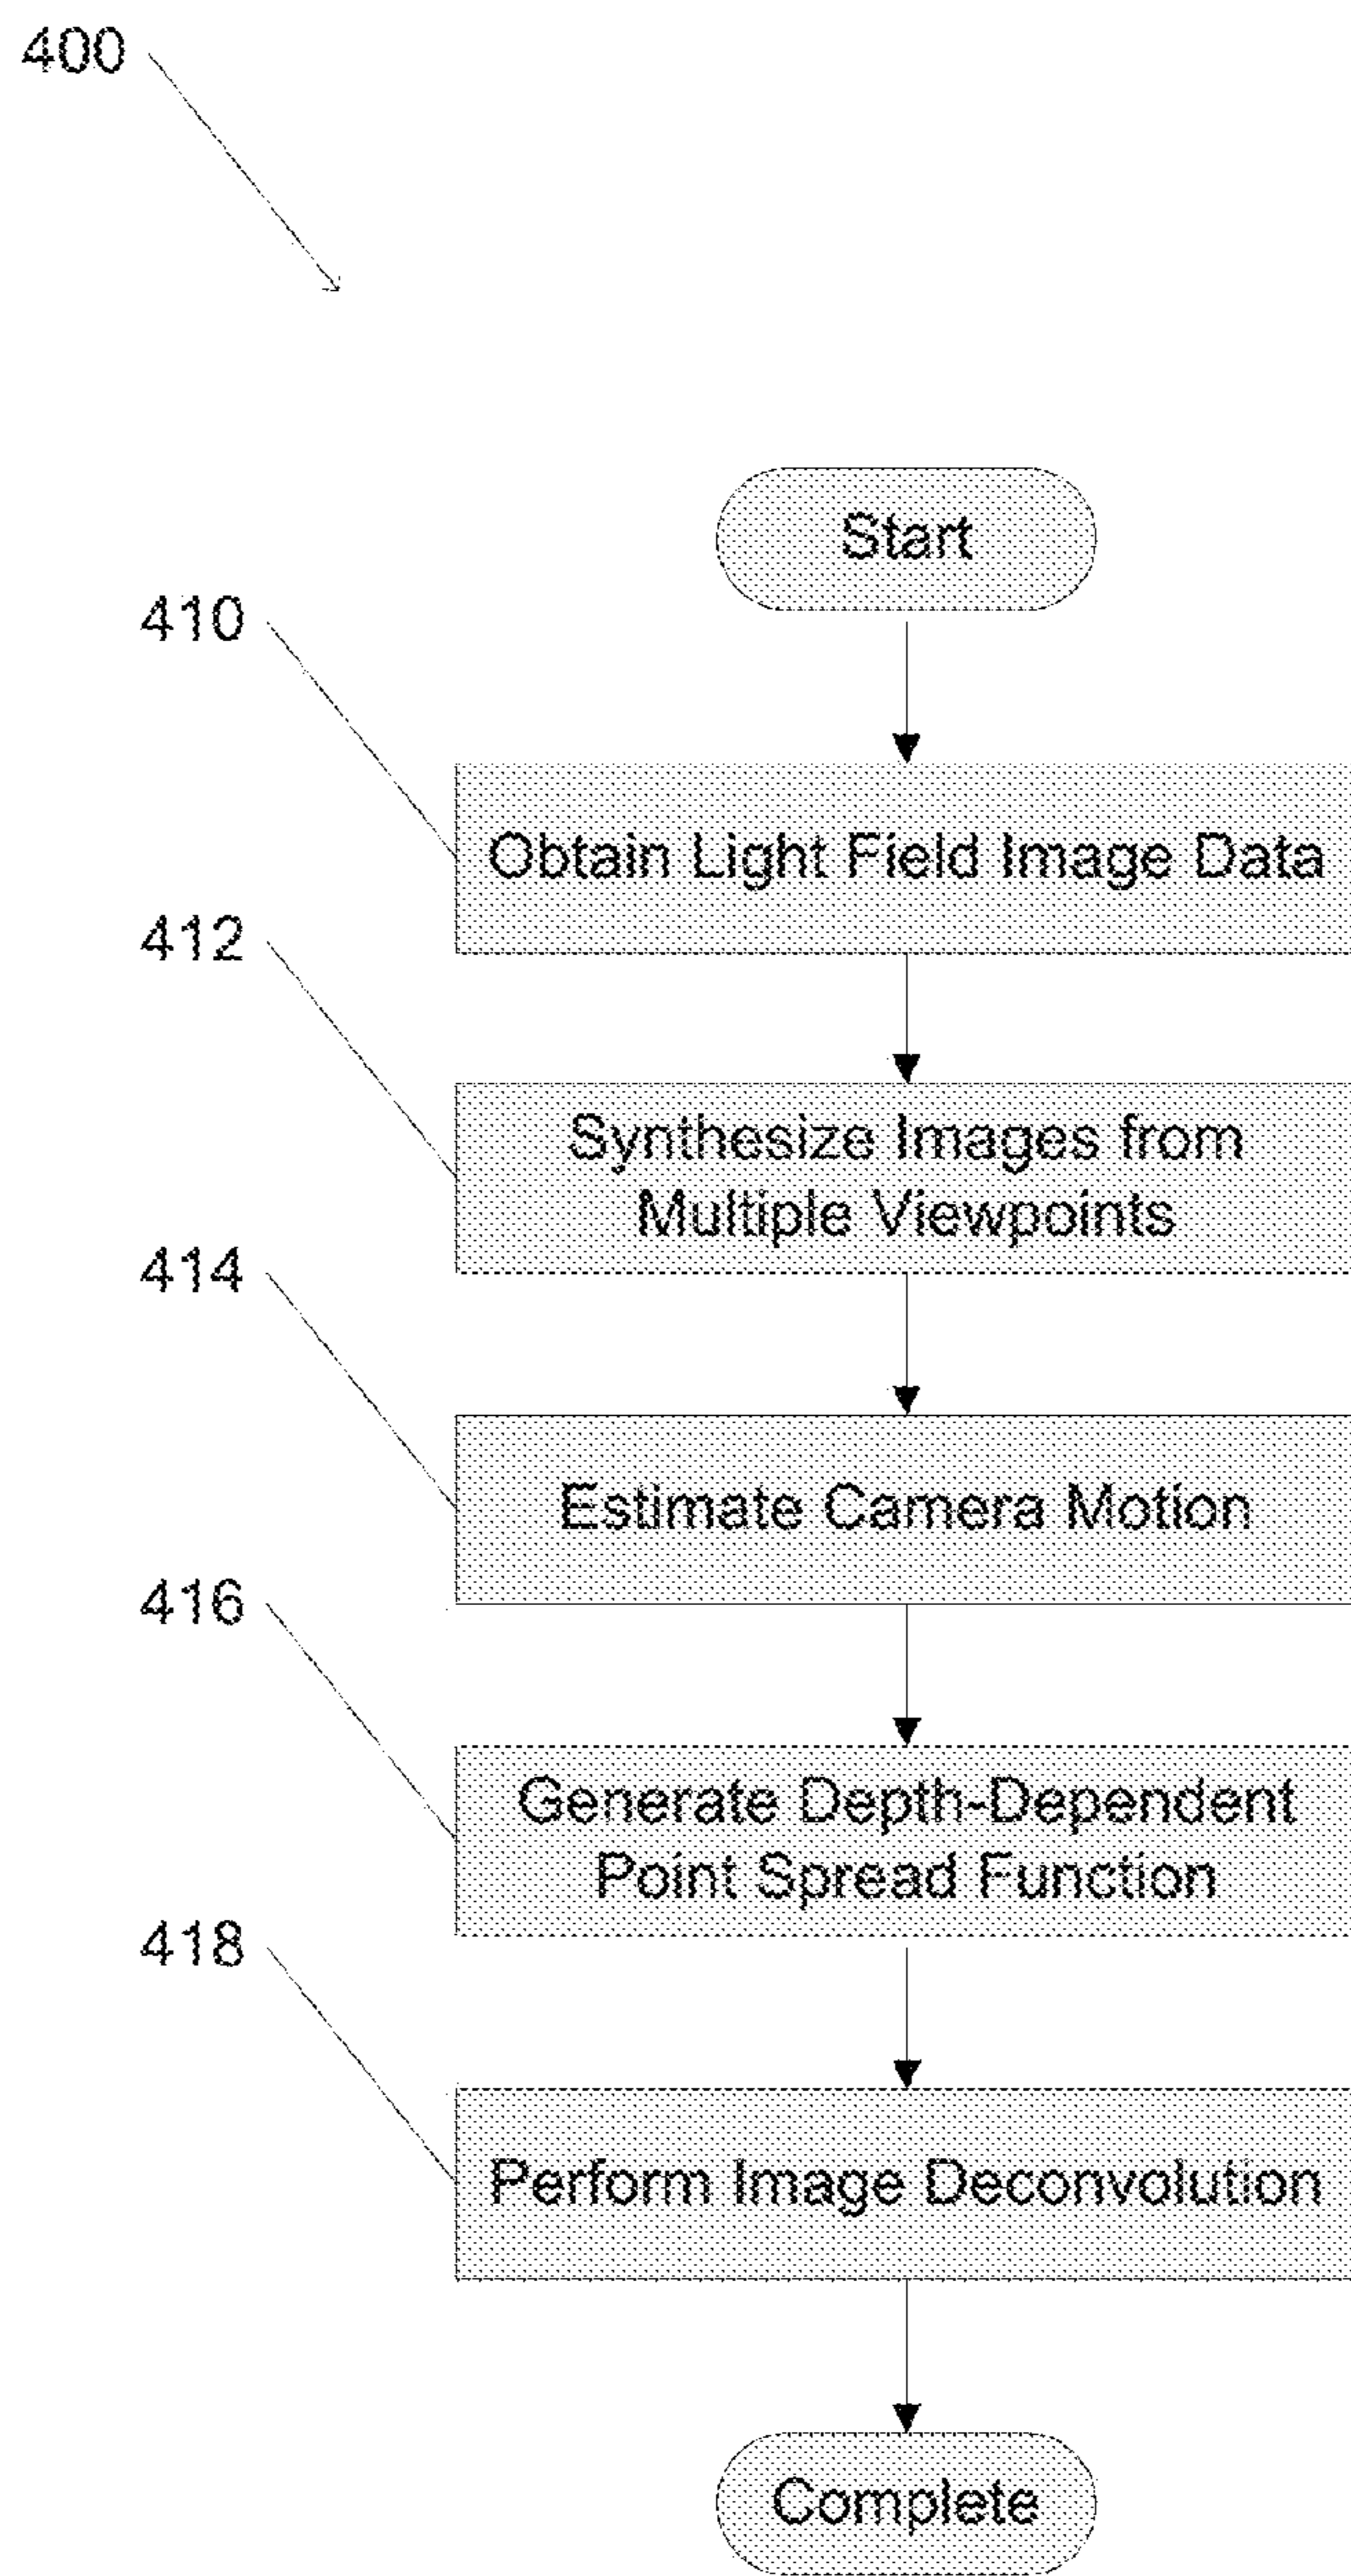 400
Start
410
Obtain Light Field Image Data
412
Synthesize Images from
Multiple Viewpoints
414
Estimate Camera Motion
416
Generate Depth-Dependent
Point Spread Function
418
Perform Image Deconvolution
Complete